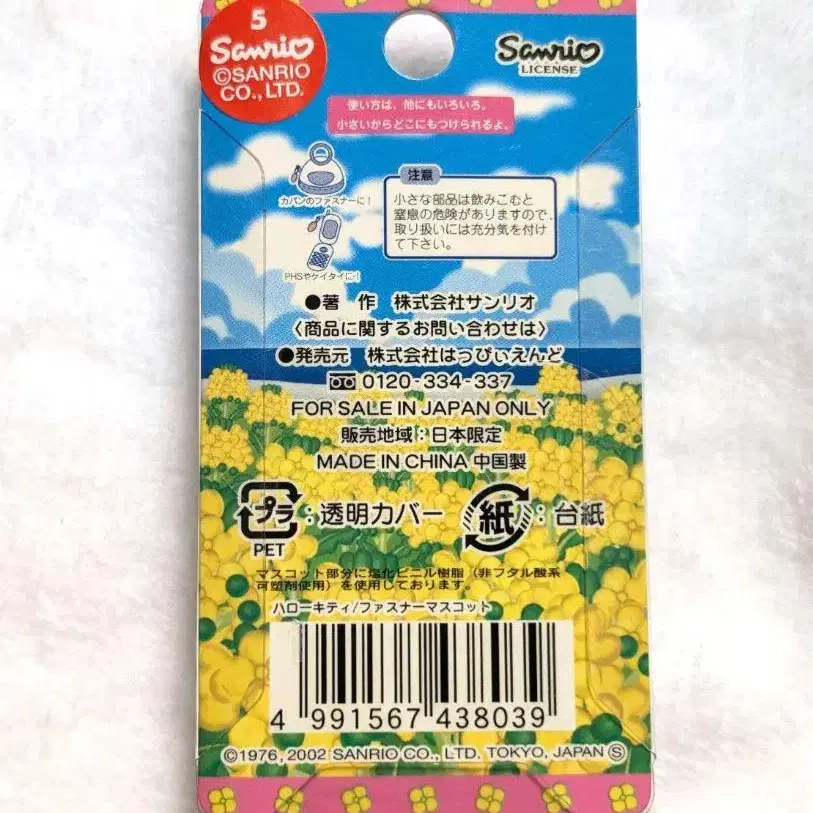 5
Sanrio
©SANRIO
CO.,LTD.
Sanrio
LICENSE
使い方は、他にもいろいろ。
小さいからどこにもつけられるよ。
カバンのファスナーに！
PHSやケイタイに！
注意
小さな部品は飲みこむと
窒息の危険がありますので、
取り扱いには充分気を付け
て下さい。
●著 作 株式会社サンリオ
〈商品に関するお問い合わせは〉
●発売元 株式会社はっぴぃえんど
0120-334-337
FOR SALE IN JAPAN ONLY
販売地域：日本限定
MADE IN CHINA 中国製
プラ：透明カバー 紙：台紙
PET
マスコット部分に塩化ビニル樹脂（非フタル酸系
可塑剤使用）を使用しております。
ハローキティ/ファスナーマスコット
4 991567 438039
©1976, 2002 SANRIO CO., LTD. TOKYO, JAPAN Ⓢ